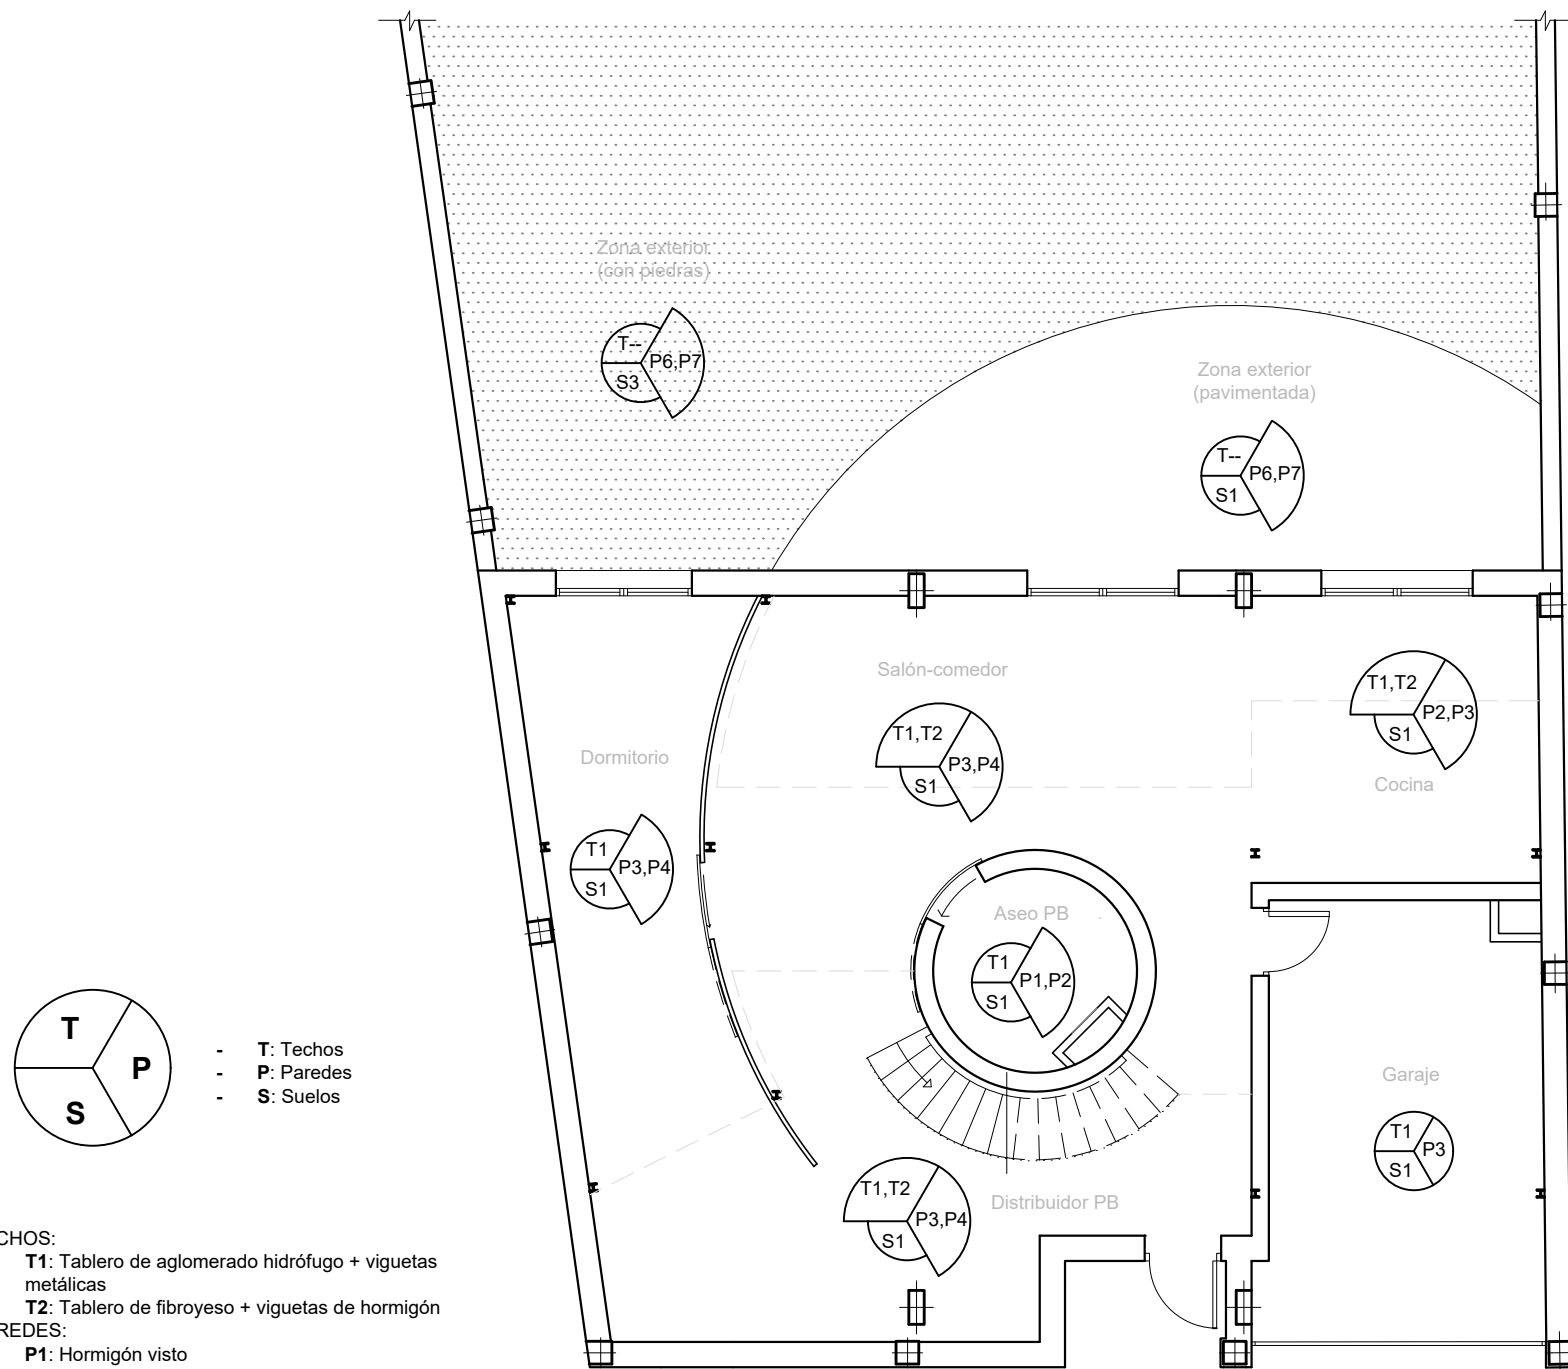 Zona exterior
(con piedras)
T--
P6,P7
S3
Zona exterior
(pavimentada)
T--
P6,P7
S1
Salón-comedor
T1,T2
P3,P4
S1
T1,T2
P2,P3
S1
Cocina
Dormitorio
T1
P3,P4
S1
Aseo PB
T1
P1,P2
S1
Garaje
T1
P3
S1
T1,T2
P3,P4
S1
Distribuidor PB
T
P
S
- T: Techos
- P: Paredes
- S: Suelos
CHOS:
T1: Tablero de aglomerado hidrófugo + viguetas
metálicas
T2: Tablero de fibroyeso + viguetas de hormigón
REDES:
P1: Hormigón visto